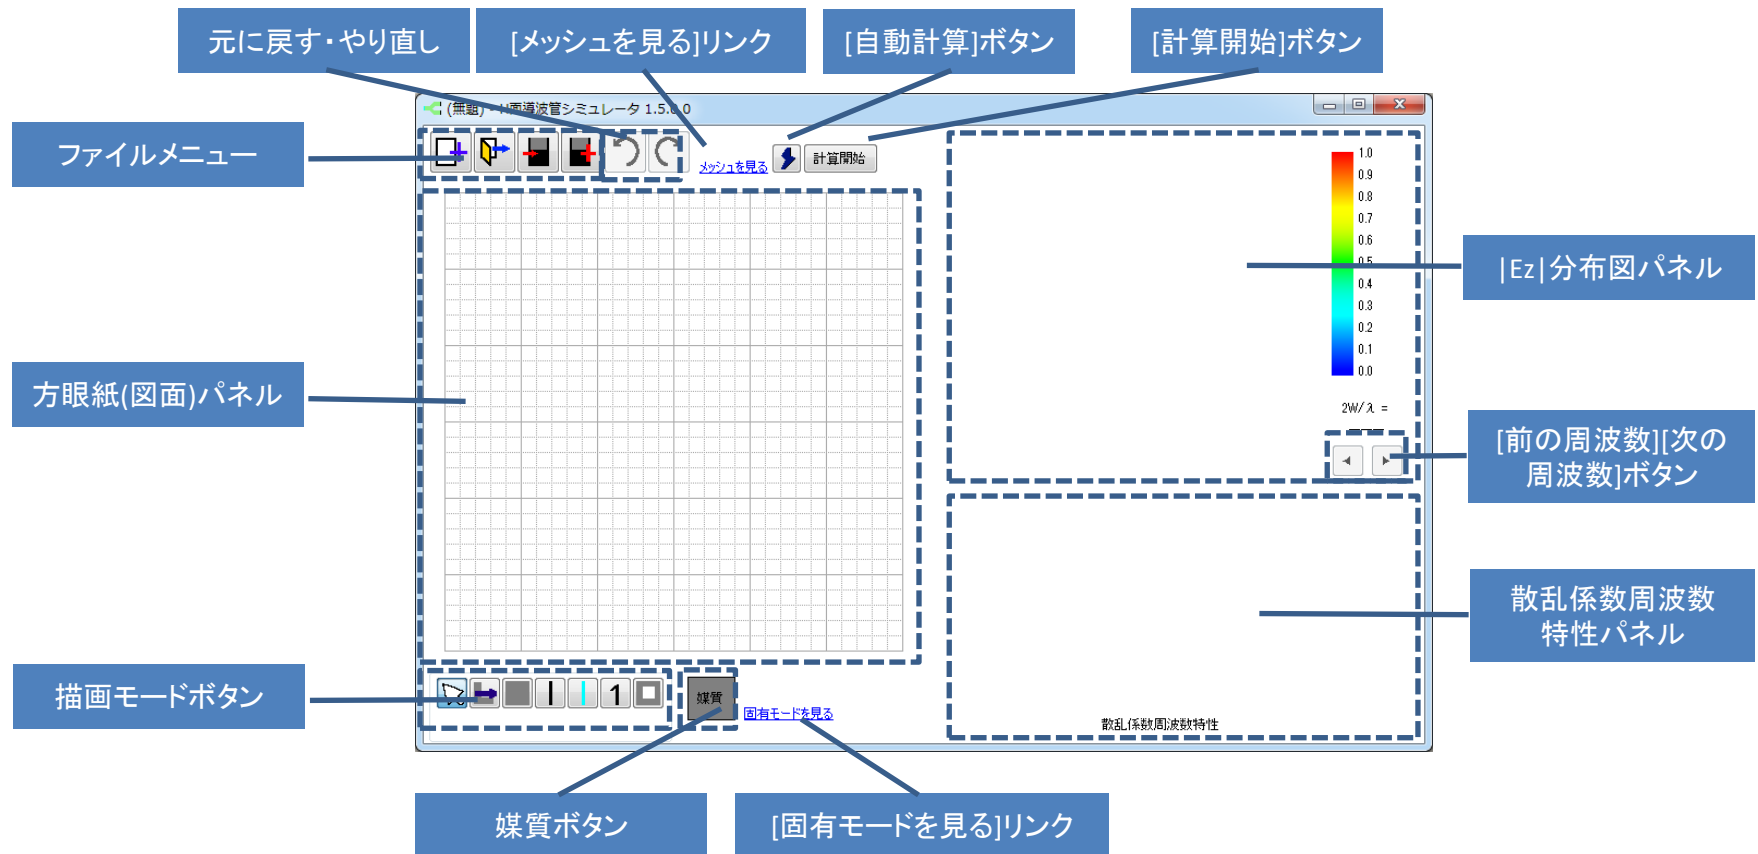 元に戻す・やり直し
[メッシュを見る]リンク
[自動計算]ボタン
[計算開始]ボタン
(無題) - H面導波管シミュレータ 1.5.0.0
ファイルメニュー
メッシュを見る
計算開始
1.0
0.9
0.8
0.7
0.6
0.5
0.4
0.3
0.2
0.1
0.0
|Ez|分布図パネル
方眼紙(図面)パネル
2W/λ =
[前の周波数][次の
周波数]ボタン
散乱係数周波数
特性パネル
描画モードボタン
1
媒質
固有モードを見る
散乱係数周波数特性
媒質ボタン
[固有モードを見る]リンク